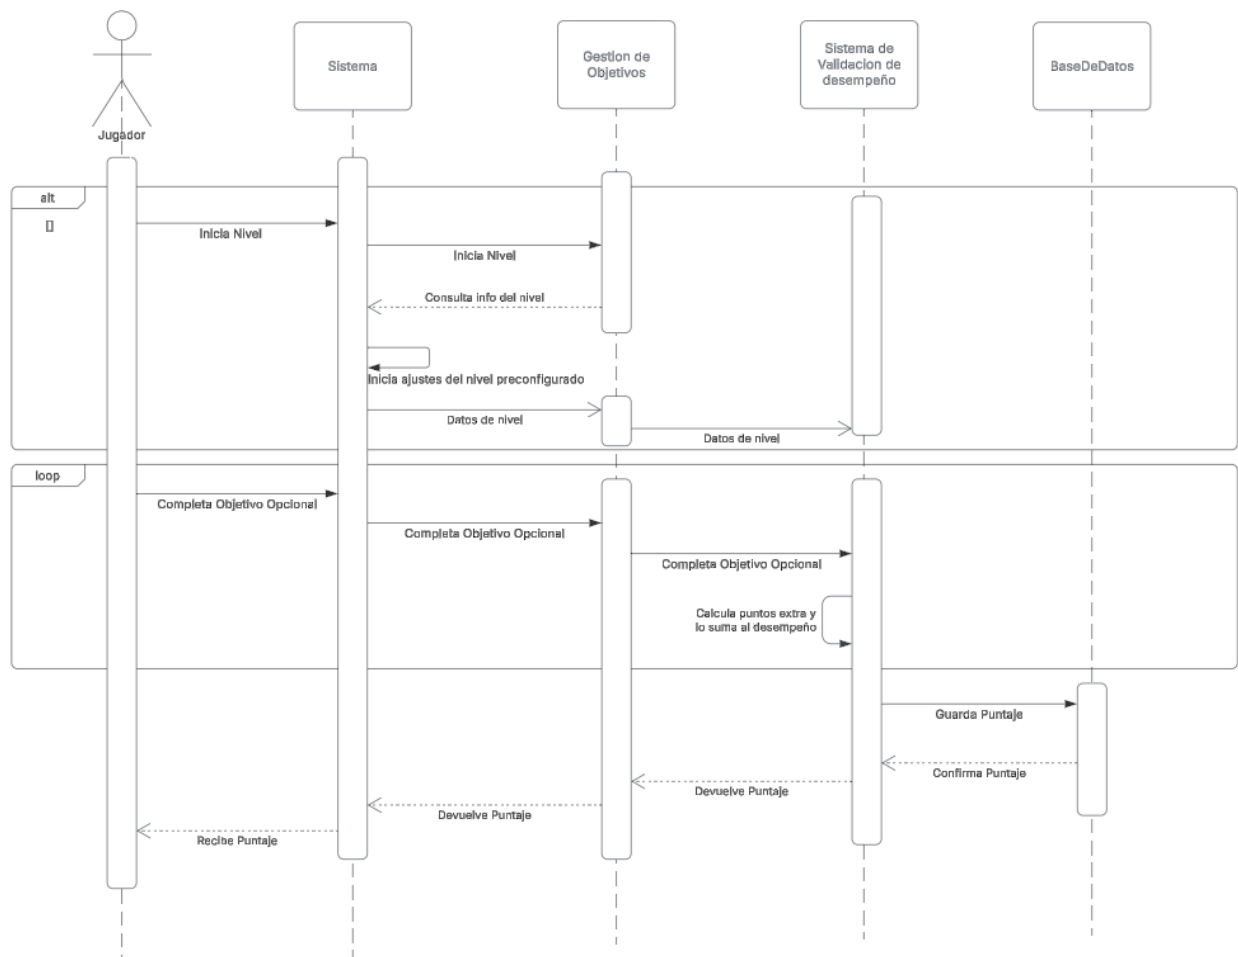 Sistema
Gestion de
Objetivos
Sistema de
Validacion de
desempeño
BaseDeDatos
Jugador
alt
[]
Inicia Nivel
Inicia Nivel
Consulta info del nivel
Inicia ajustes del nivel preconfigurado
Datos de nivel
Datos de nivel
loop
Completa Objetivo Opcional
Completa Objetivo Opcional
Completa Objetivo Opcional
Calcula puntos extra y
lo suma al desempeño
Guarda Puntaje
Confirma Puntaje
Devuelve Puntaje
Devuelve Puntaje
Recibe Puntaje